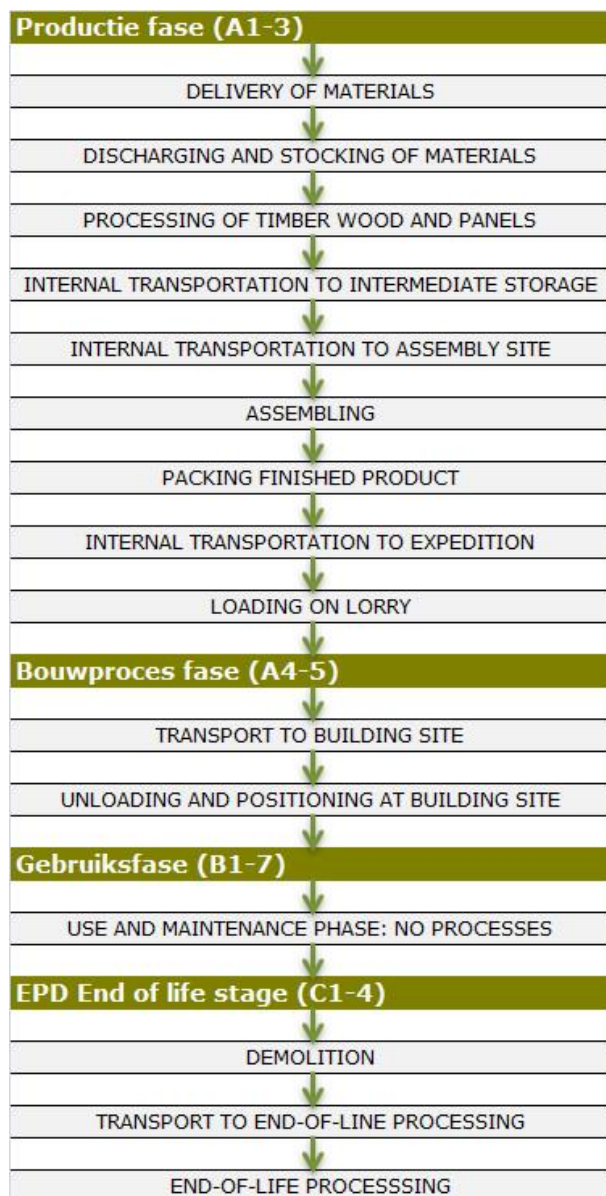 Productie fase (A1-3)
DELIVERY OF MATERIALS
DISCHARGING AND STOCKING OF MATERIALS
PROCESSING OF TIMBER WOOD AND PANELS
INTERNAL TRANSPORTATION TO INTERMEDIATE STORAGE
INTERNAL TRANSPORTATION TO ASSEMBLY SITE
ASSEMBLING
PACKING FINISHED PRODUCT
INTERNAL TRANSPORTATION TO EXPEDITION
LOADING ON LORRY
Bouwproces fase (A4-5)
TRANSPORT TO BUILDING SITE
UNLOADING AND POSITIONING AT BUILDING SITE
Gebruiksfase (B1-7)
USE AND MAINTENANCE PHASE: NO PROCESSES
EPD End of life stage (C1-4)
DEMOLITION
TRANSPORT TO END-OF-LINE PROCESSING
END-OF-LIFE PROCESSSING